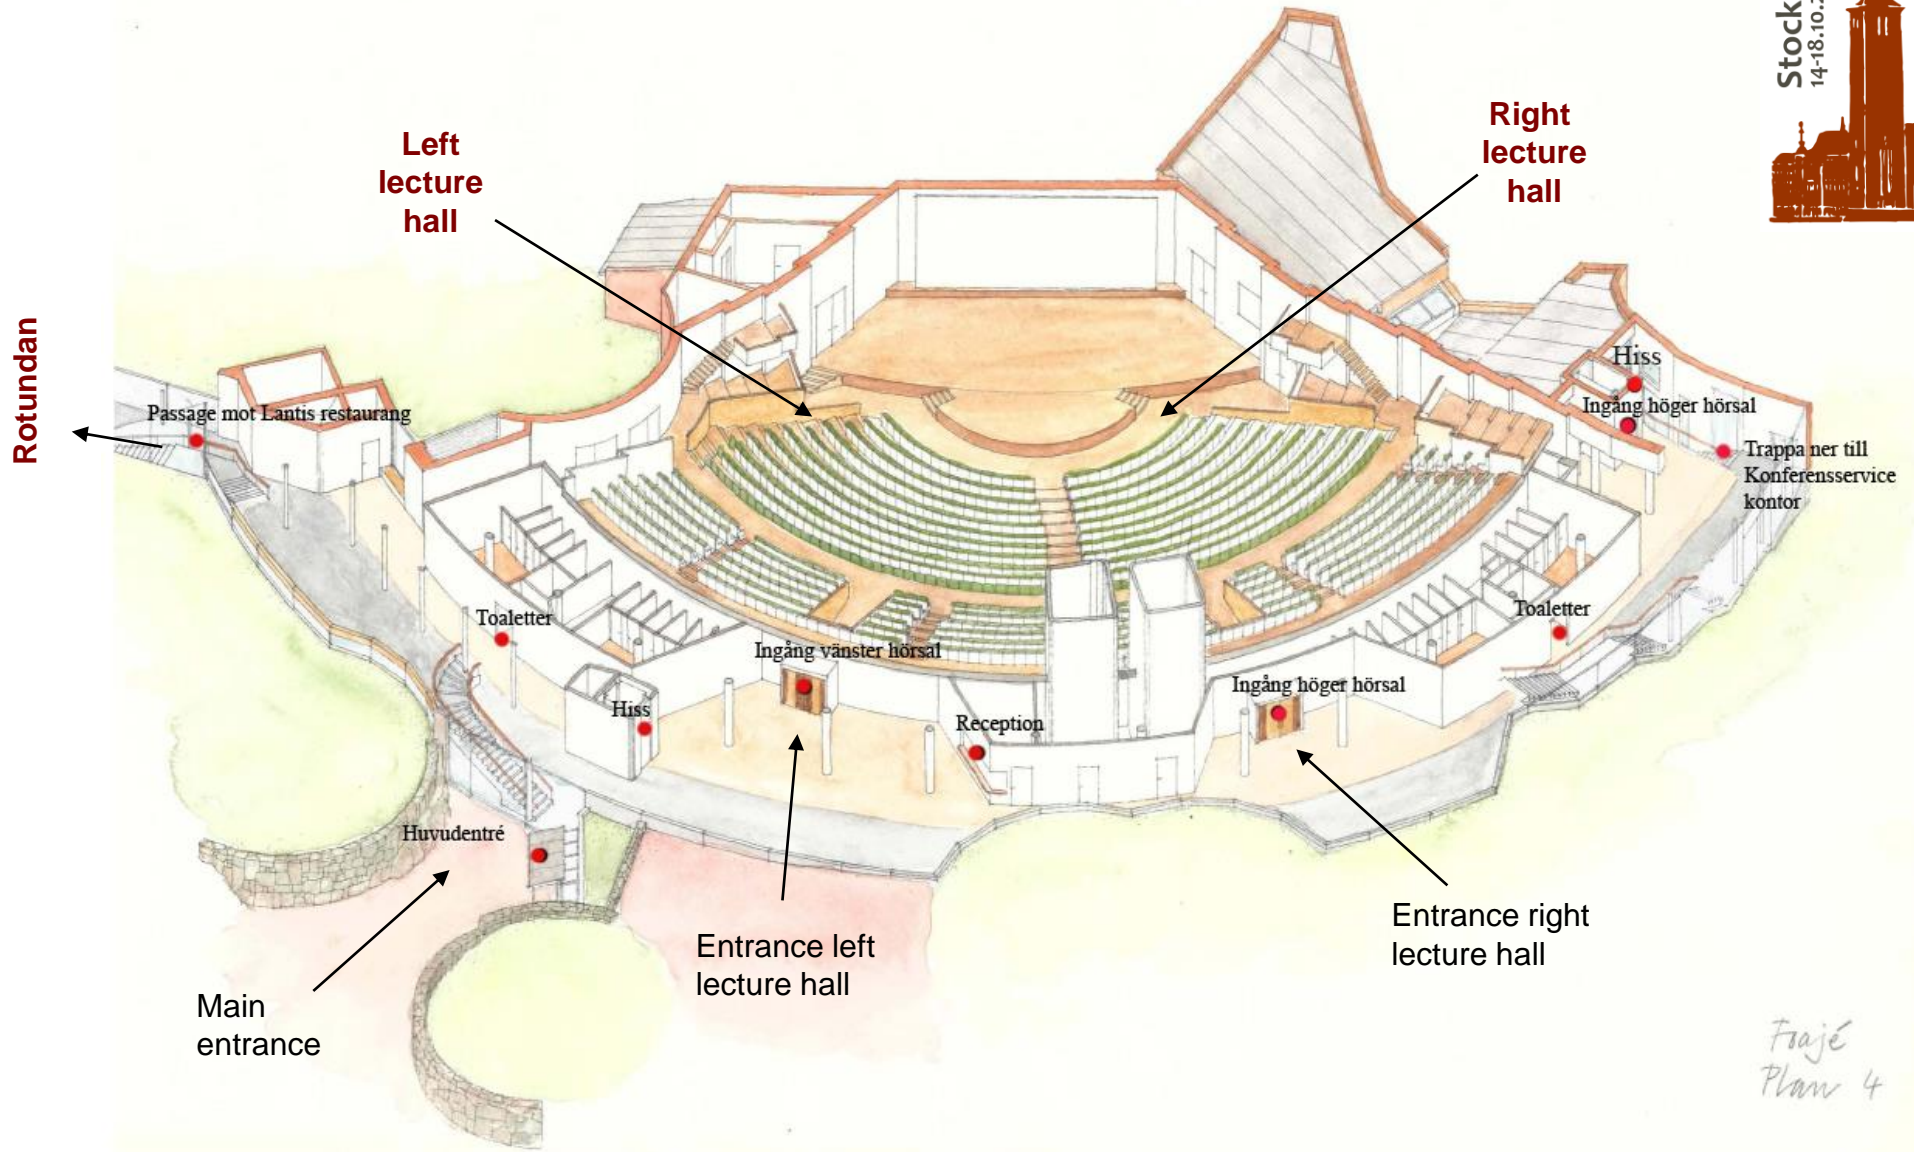 Stock
14-18.10.2
Left
lecture
hall
Right
lecture
hall
Rotundan
Passage mot Lantis restaurang
Hiss
Ingång höger hörsal
Trappa ner till
Konferensservice
kontor
Toaletter
Toaletter
Ingång vänster hörsal
Ingång höger hörsal
Hiss
Reception
Huvudentré
Entrance left
lecture hall
Entrance right
lecture hall
Main
entrance
Foajé
Plan 4